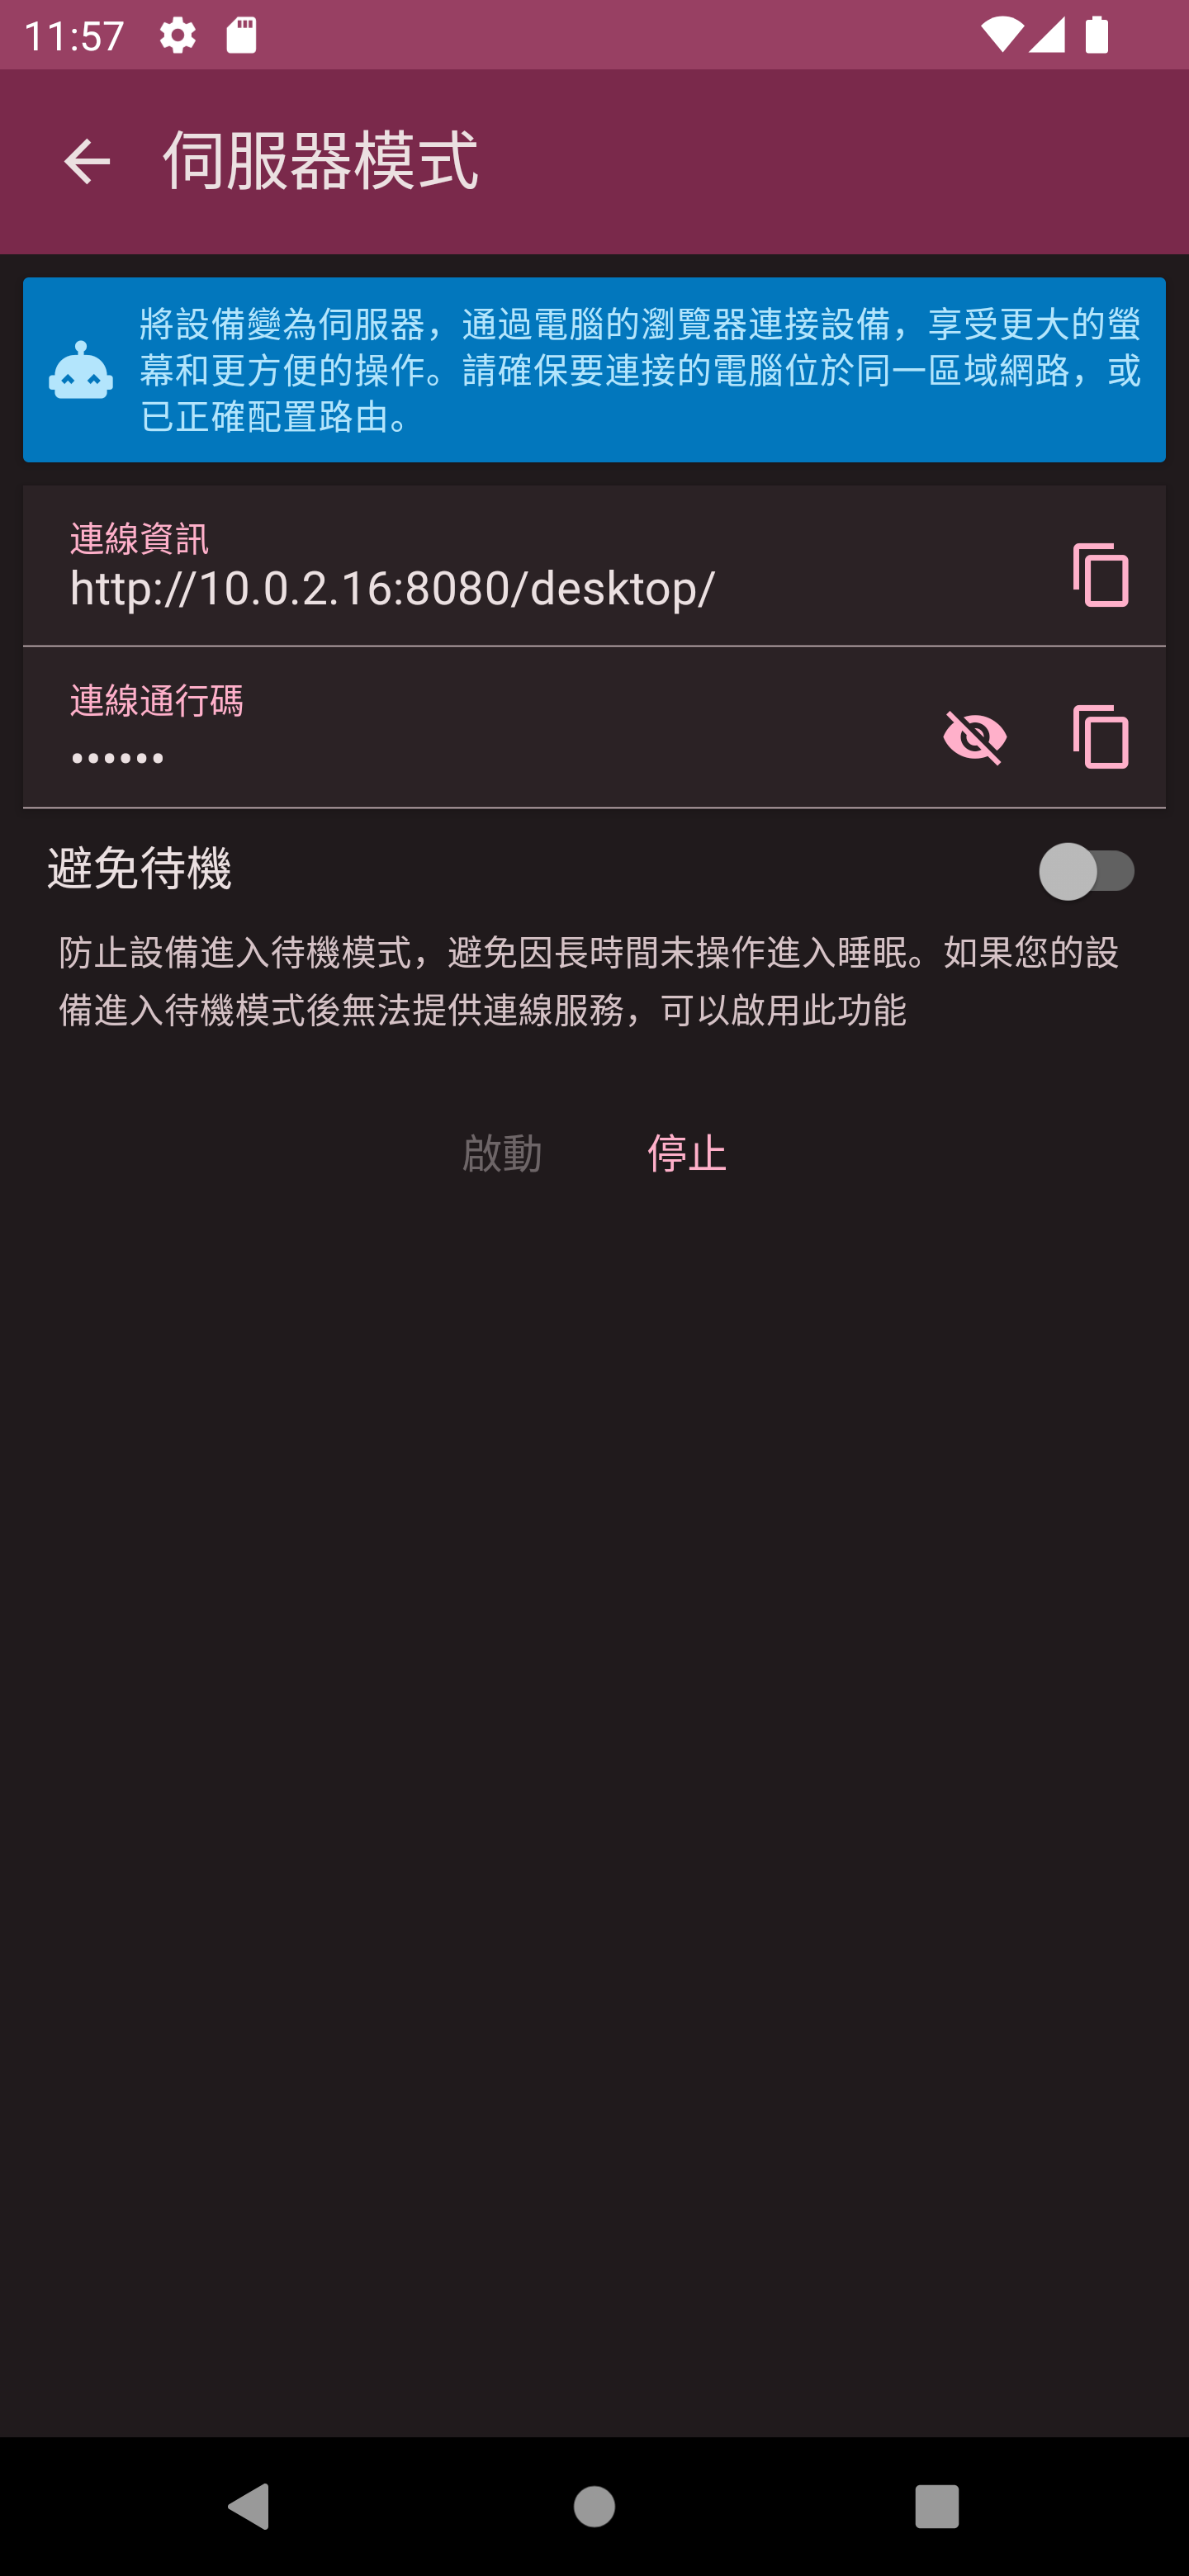 11:57
伺服器模式
將設備變為伺服器，通過電腦的瀏覽器連接設備，享受更大的螢
幕和更方便的操作。請確保要連接的電腦位於同一區域網路，或
已正確配置路由。
連線資訊
http://10.0.2.16:8080/desktop/
連線通行碼
••••••
避免待機
防止設備進入待機模式，避免因長時間未操作進入睡眠。如果您的設
備進入待機模式後無法提供連線服務，可以啟用此功能
啟動
停止